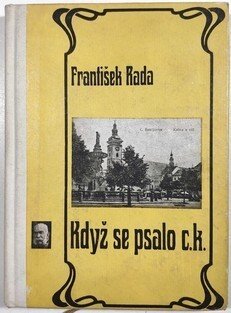 František Rada
Když se psalo c.k.